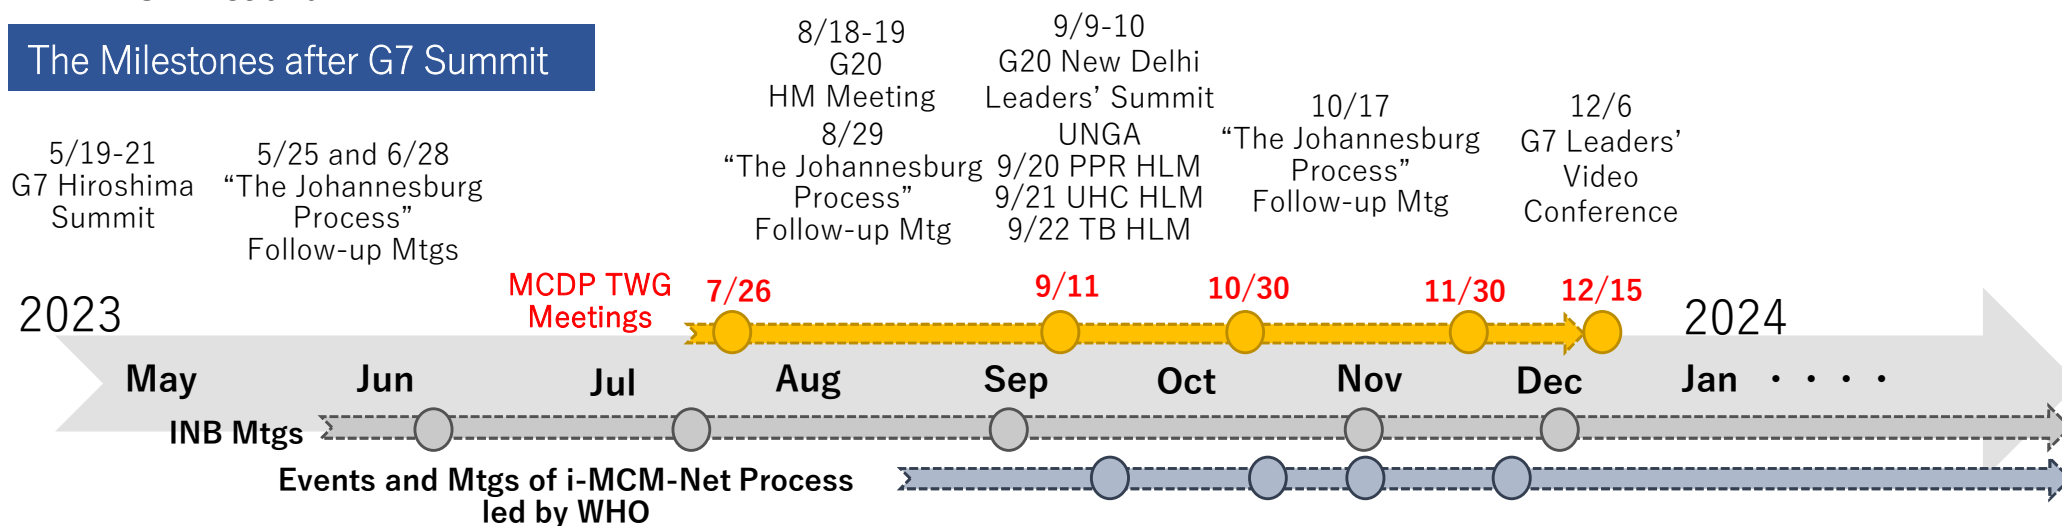 The Milestones after G7 Summit
5/19-21
G7 Hiroshima
Summit
5/25 and 6/28
“The Johannesburg
Process”
Follow-up Mtgs
8/18-19
G20
HM Meeting
8/29
“The Johannesburg
Process”
Follow-up Mtg
9/9-10
G20 New Delhi
Leaders’ Summit
UNGA
9/20 PPR HLM
9/21 UHC HLM
9/22 TB HLM
10/17
“The Johannesburg
Process”
Follow-up Mtg
12/6
G7 Leaders’
Video
Conference
MCDP TWG
Meetings
7/26
9/11
10/30
11/30
12/15
2023
2024
May
Jun
Jul
Aug
Sep
Oct
Nov
Dec
Jan ・・・・
INB Mtgs
Events and Mtgs of i-MCM-Net Process
led by WHO